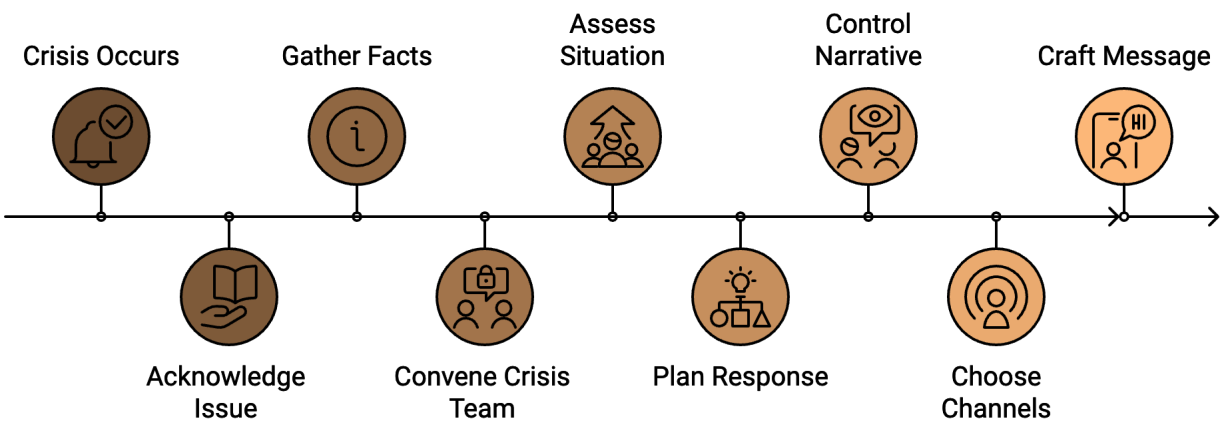 Crisis Occurs
Gather Facts
Assess
Situation
Control
Narrative
Craft Message
HI
i
Acknowledge
Issue
Convene Crisis
Team
Plan Response
Choose
Channels